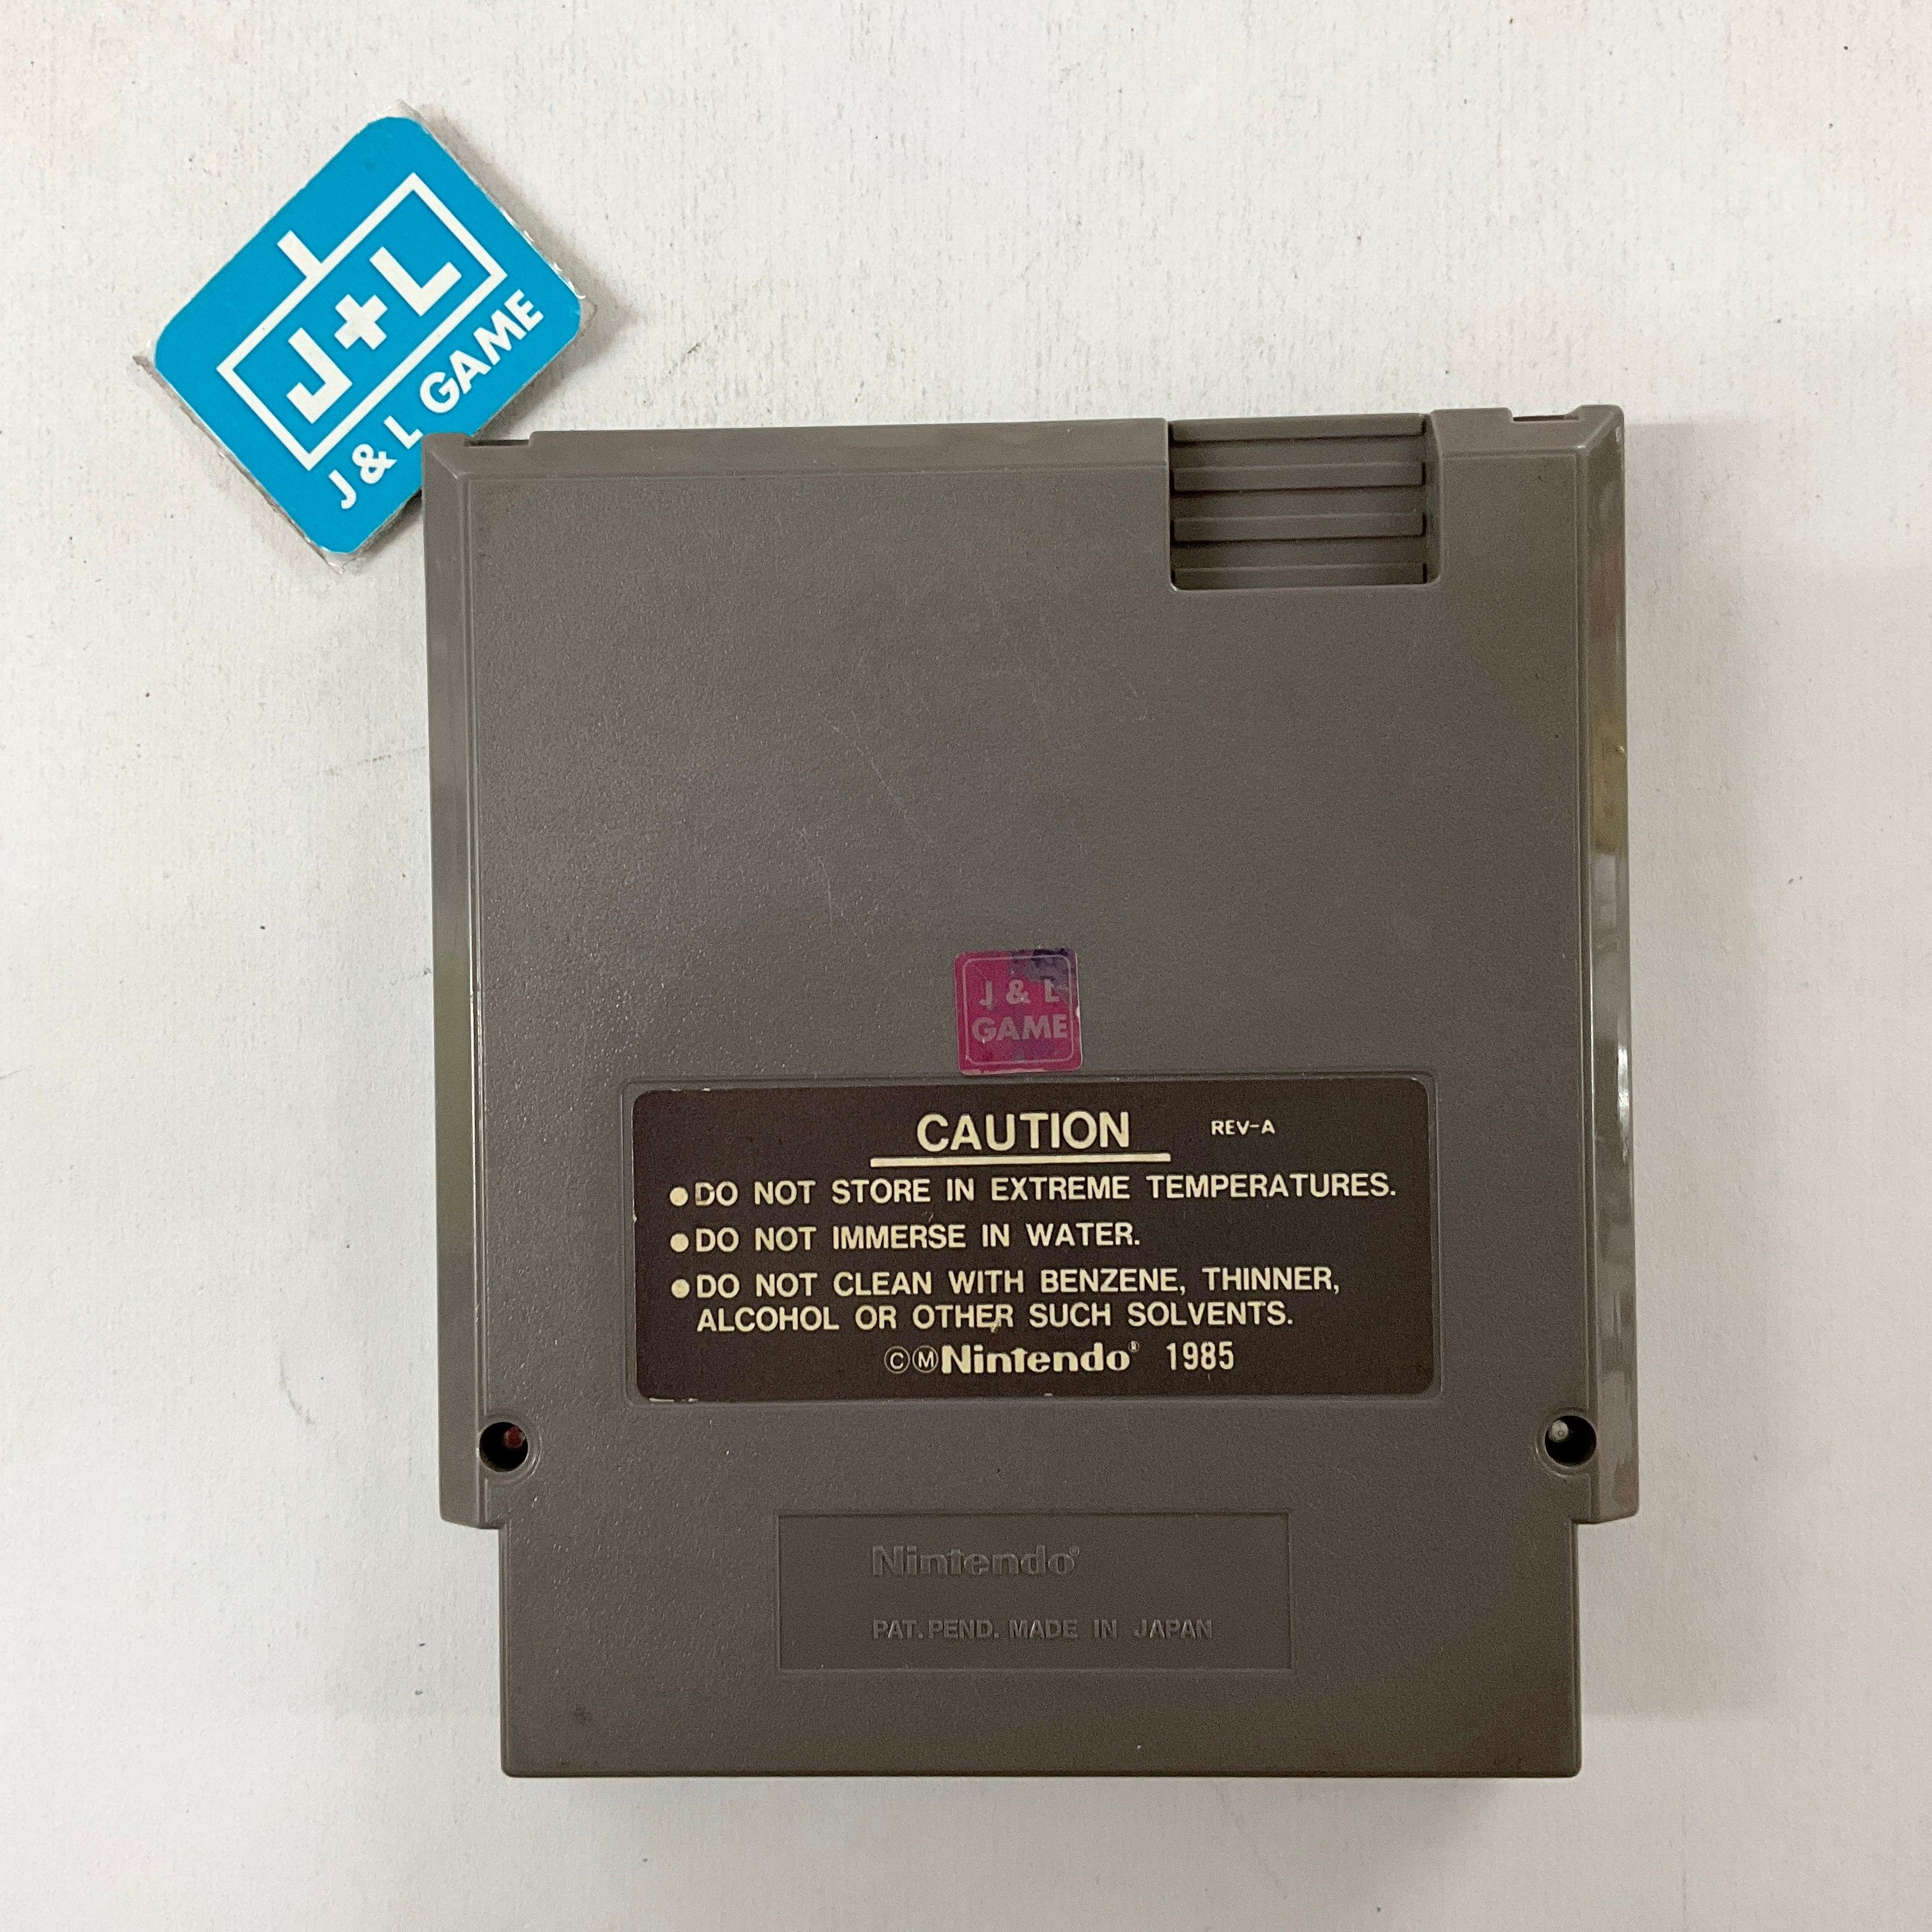 J+L
J & L GAME
J & L
GAME
CAUTION REV-A
●DO NOT STORE IN EXTREME TEMPERATURES.
●DO NOT IMMERSE IN WATER.
●DO NOT CLEAN WITH BENZENE, THINNER,
ALCOHOL OR OTHER SUCH SOLVENTS.
ⒸⓂNintendo® 1985
Nintendo®
PAT. PEND. MADE IN JAPAN